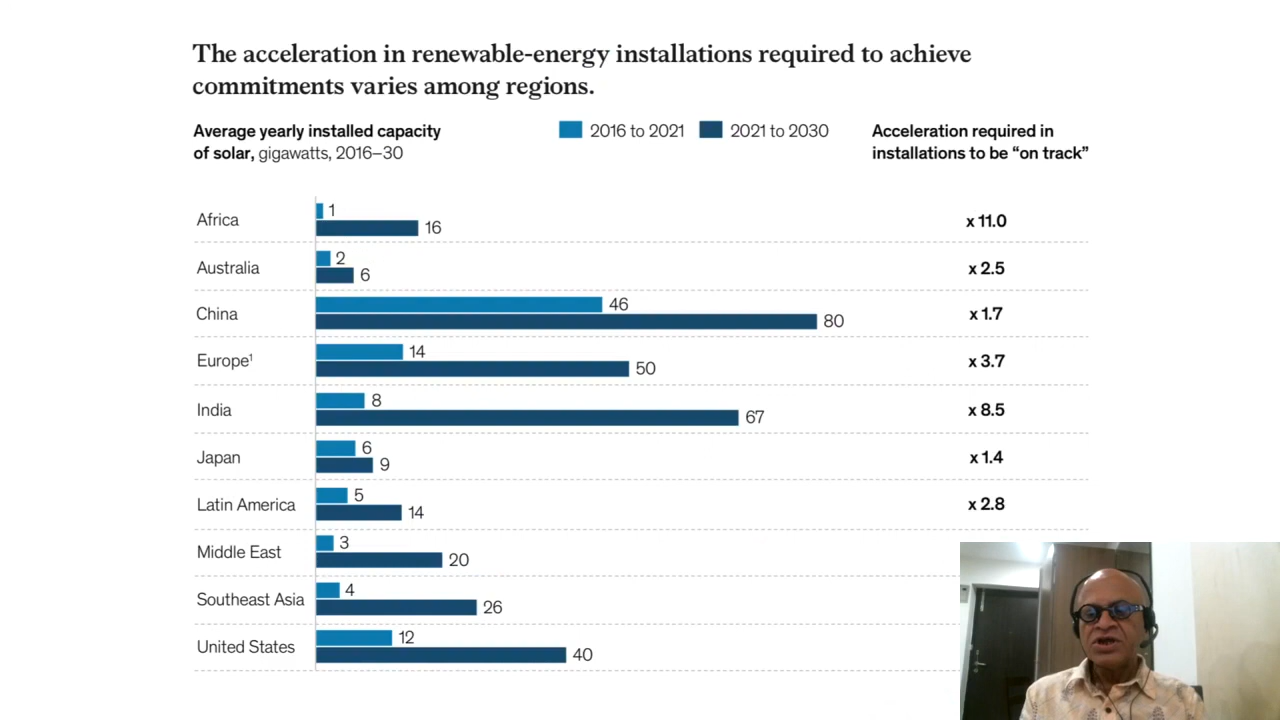 The acceleration in renewable-energy installations required to achieve
commitments varies among regions.
Average yearly installed capacity
of solar, gigawatts, 2016–30
2016 to 2021
2021 to 2030
Acceleration required in
installations to be “on track”
Africa
1
16
x 11.0
Australia
2
6
x 2.5
China
46
80
x 1.7
Europe¹
14
50
x 3.7
India
8
67
x 8.5
Japan
6
9
x 1.4
Latin America
5
14
x 2.8
Middle East
3
20
Southeast Asia
4
26
United States
12
40